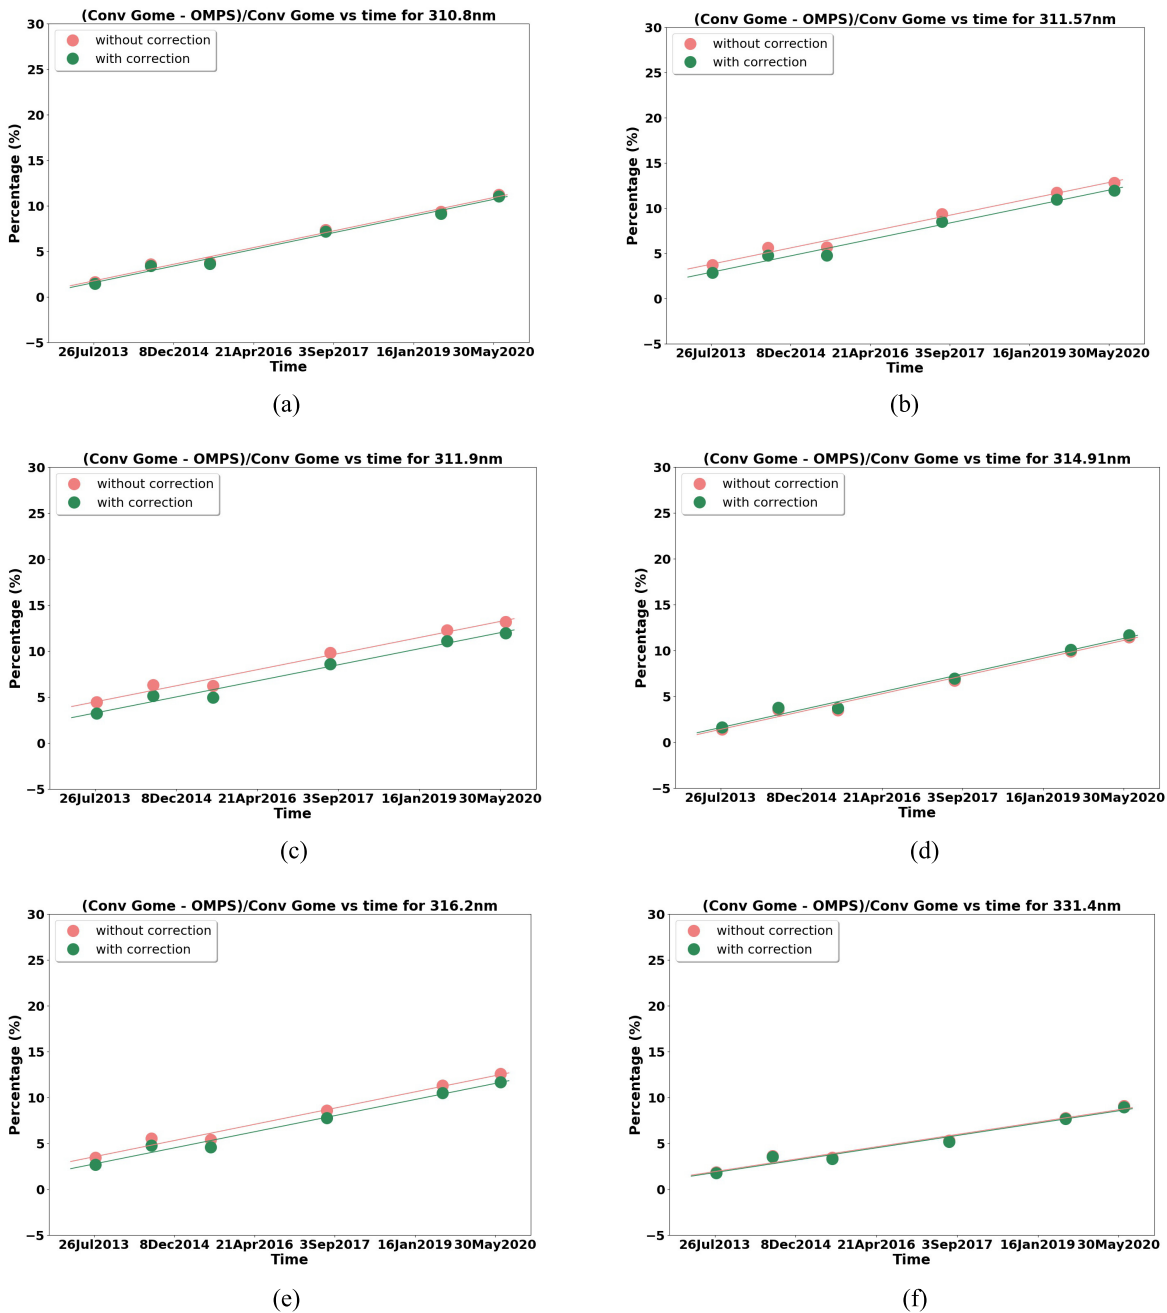 (Conv Gome - OMPS)/Conv Gome vs time for 310.8nm
without correction
with correction
Percentage (%)
30
25
20
15
10
5
0
−5
26Jul2013 8Dec2014 21Apr2016 3Sep2017 16Jan2019 30May2020
Time
(a)
(Conv Gome - OMPS)/Conv Gome vs time for 311.57nm
without correction
with correction
Percentage (%)
30
25
20
15
10
5
0
−5
26Jul2013 8Dec2014 21Apr2016 3Sep2017 16Jan2019 30May2020
Time
(b)
(Conv Gome - OMPS)/Conv Gome vs time for 311.9nm
without correction
with correction
Percentage (%)
30
25
20
15
10
5
0
−5
26Jul2013 8Dec2014 21Apr2016 3Sep2017 16Jan2019 30May2020
Time
(c)
(Conv Gome - OMPS)/Conv Gome vs time for 314.91nm
without correction
with correction
Percentage (%)
30
25
20
15
10
5
0
−5
26Jul2013 8Dec2014 21Apr2016 3Sep2017 16Jan2019 30May2020
Time
(d)
(Conv Gome - OMPS)/Conv Gome vs time for 316.2nm
without correction
with correction
Percentage (%)
30
25
20
15
10
5
0
−5
26Jul2013 8Dec2014 21Apr2016 3Sep2017 16Jan2019 30May2020
Time
(e)
(Conv Gome - OMPS)/Conv Gome vs time for 331.4nm
without correction
with correction
Percentage (%)
30
25
20
15
10
5
0
−5
26Jul2013 8Dec2014 21Apr2016 3Sep2017 16Jan2019 30May2020
Time
(f)